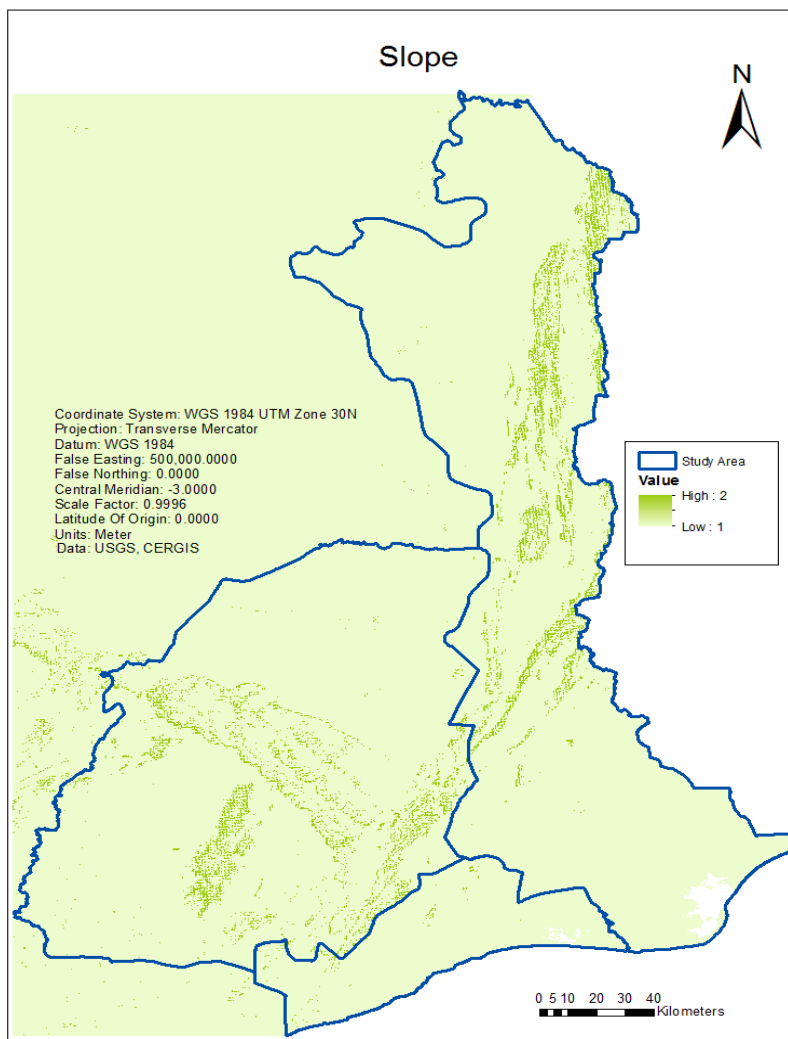 Slope
N
Coordinate System: WGS 1984 UTM Zone 30N
Projection: Transverse Mercator
Datum: WGS 1984
False Easting: 500,000.0000
False Northing: 0.0000
Central Meridian: -3.0000
Scale Factor: 0.9996
Latitude Of Origin: 0.0000
Units: Meter
Data: USGS, CERGIS
Study Area
Value
High : 2
Low : 1
0 5 10 20 30 40
Kilometers